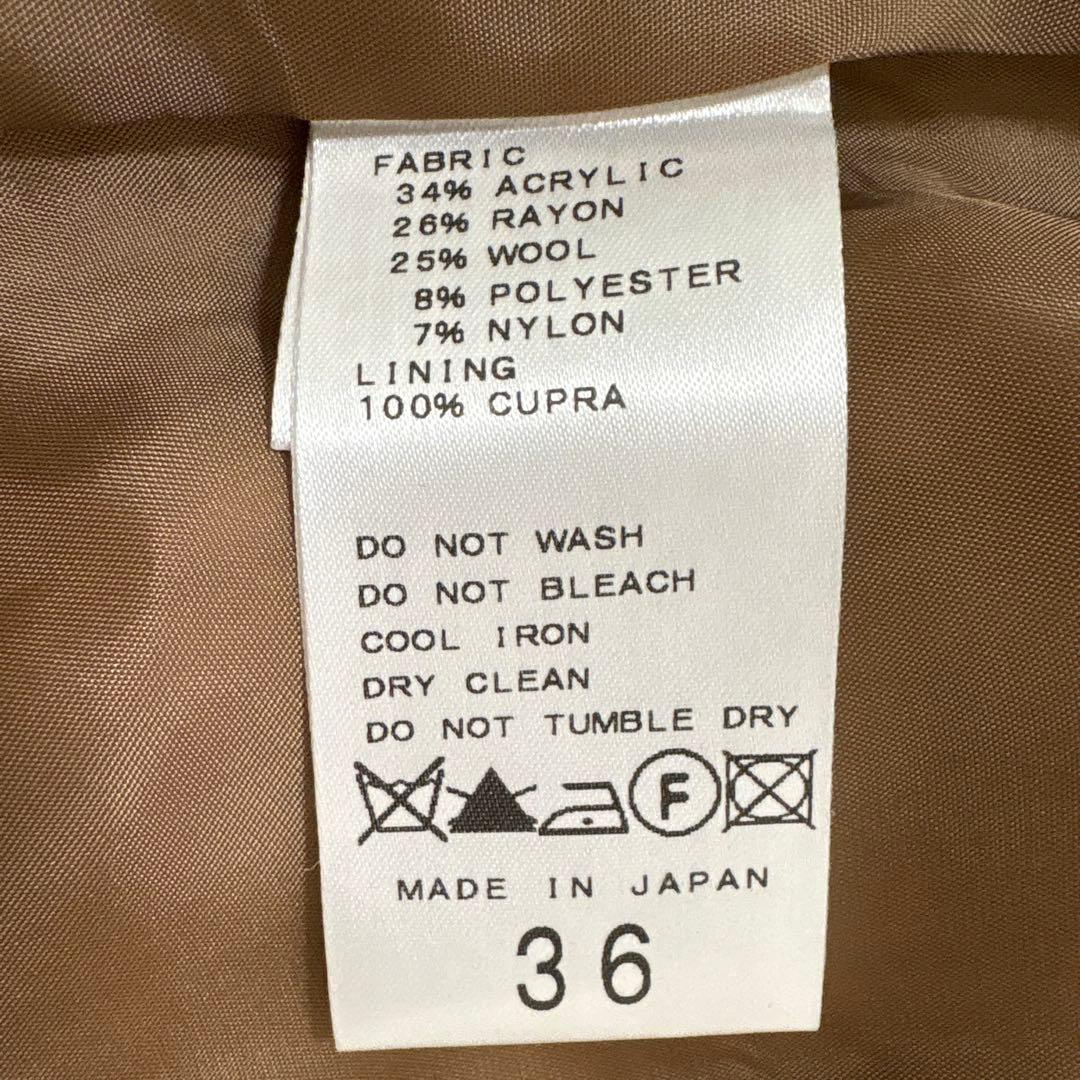 FABRIC
34% ACRYLIC
26% RAYON
25% WOOL
8% POLYESTER
7% NYLON
LINING
100% CUPRA
DO NOT WASH
DO NOT BLEACH
COOL IRON
DRY CLEAN
DO NOT TUMBLE DRY
F
MADE IN JAPAN
36